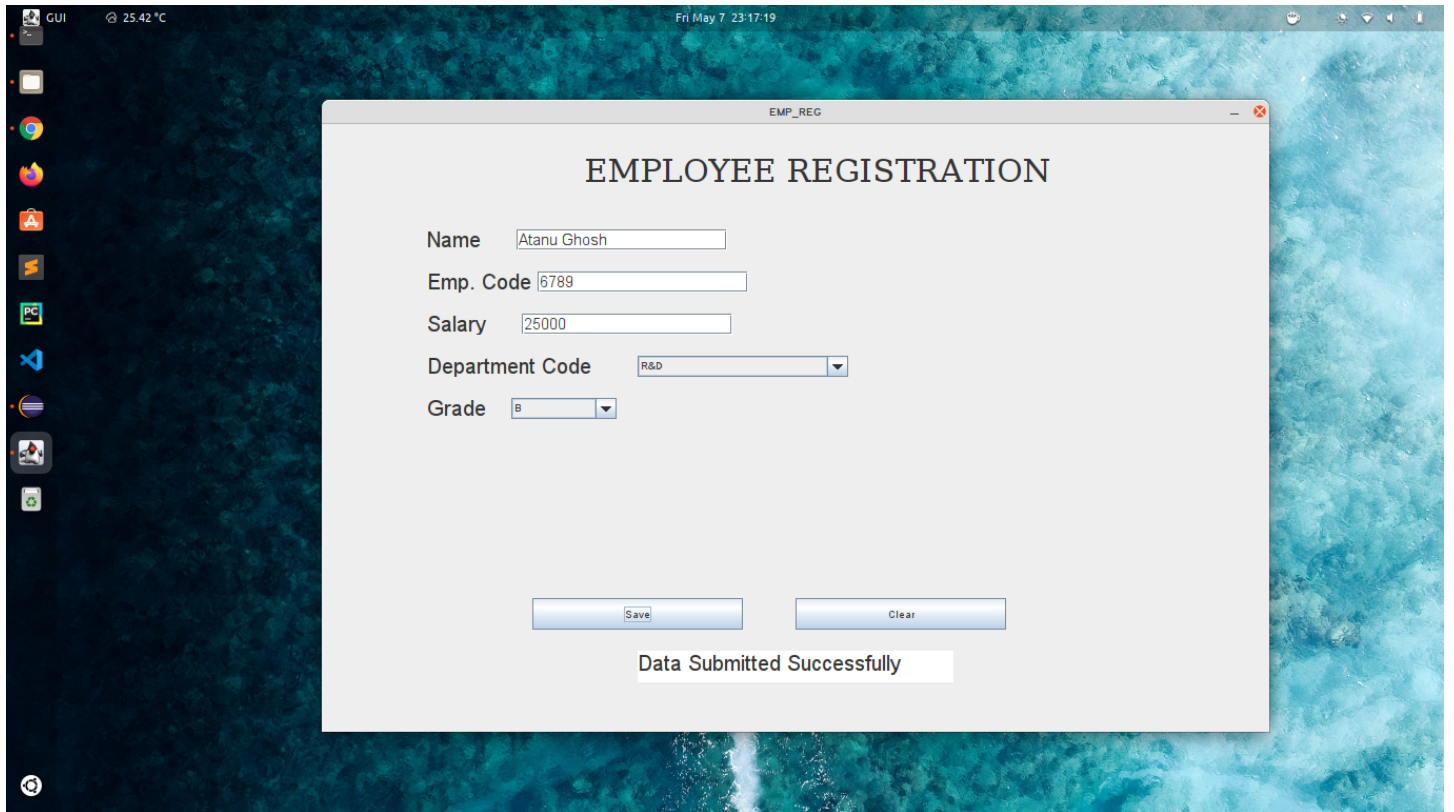 GUI 25.42 °C Fri May 7 23:17:19
EMP_REG
EMPLOYEE REGISTRATION
Name Atanu Ghosh
Emp. Code 6789
Salary 25000
Department Code R&D
Grade B
Save Clear
Data Submitted Successfully
PC